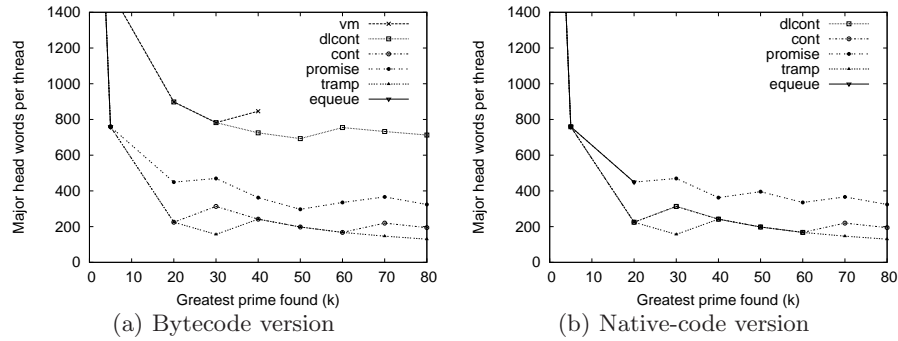 1400
1200
1000
800
600
400
200
0
Major head words per thread
0 10 20 30 40 50 60 70 80
Greatest prime found (k)
vm
dlcont
cont
promise
tramp
equeue
(a) Bytecode version
1400
1200
1000
800
600
400
200
0
Major head words per thread
0 10 20 30 40 50 60 70 80
Greatest prime found (k)
dlcont
cont
promise
tramp
equeue
(b) Native-code version